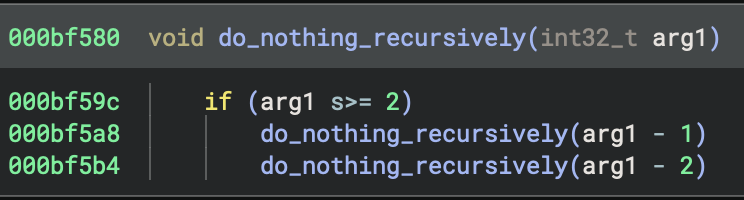 000bf580 void do_nothing_recursively(int32_t arg1)
000bf59c if (arg1 s>= 2)
000bf5a8 do_nothing_recursively(arg1 - 1)
000bf5b4 do_nothing_recursively(arg1 - 2)